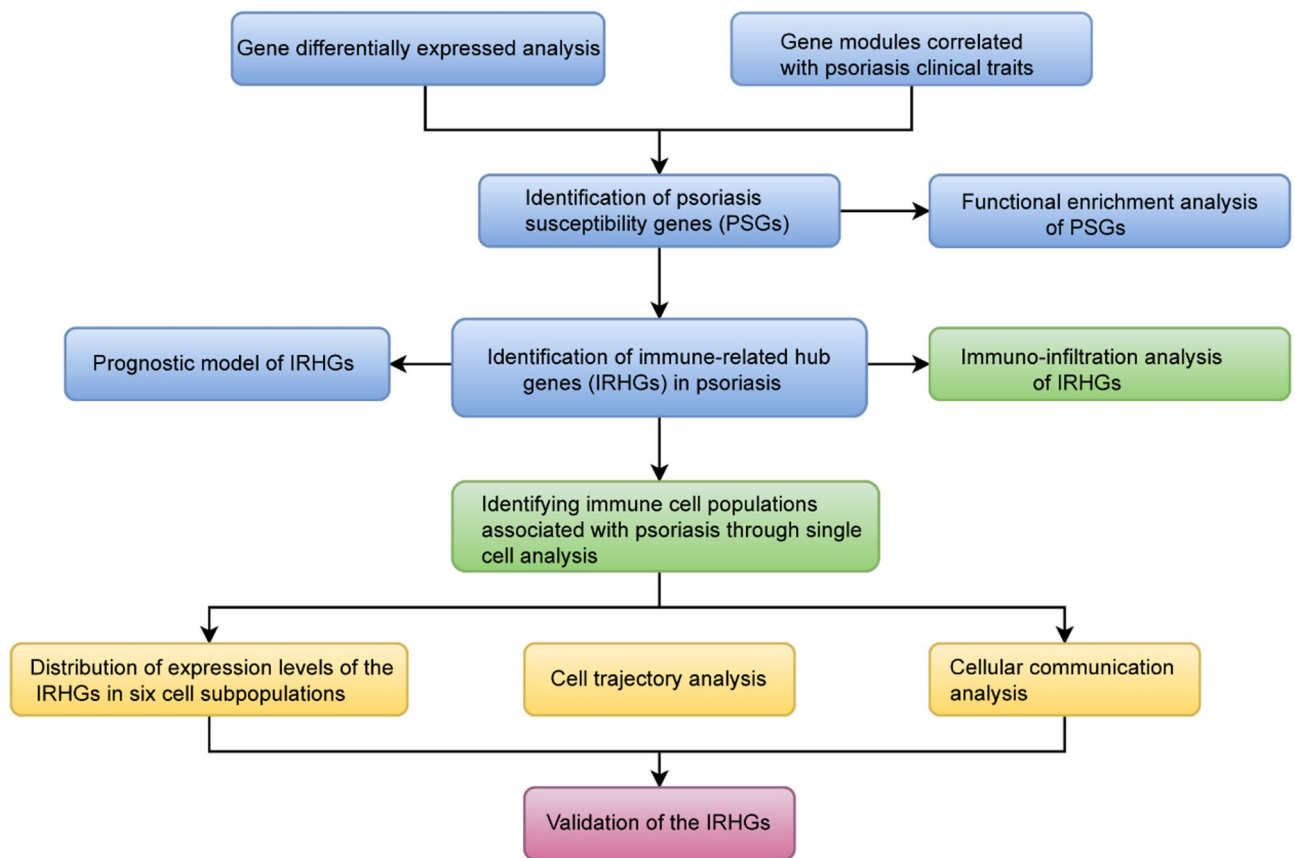 Gene differentially expressed analysis
Gene modules correlated
with psoriasis clinical traits
Identification of psoriasis
susceptibility genes (PSGs)
Functional enrichment analysis
of PSGs
Prognostic model of IRHGs
Identification of immune-related hub
genes (IRHGs) in psoriasis
Immuno-infiltration analysis
of IRHGs
Identifying immune cell populations
associated with psoriasis through single
cell analysis
Distribution of expression levels of the
IRHGs in six cell subpopulations
Cell trajectory analysis
Cellular communication
analysis
Validation of the IRHGs